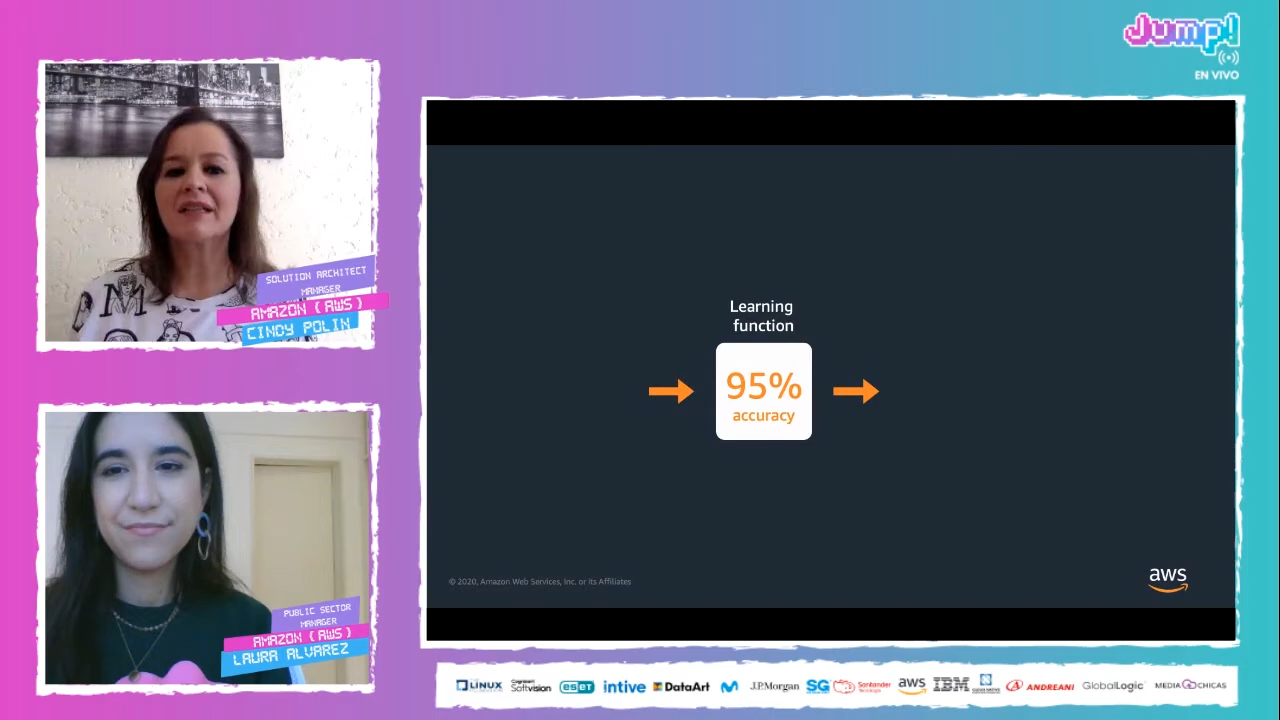 Jump!
EN VIVO
M
SOLUTION ARCHITECT
MANAGER
AMAZON (AWS)
CINDY POLIN
PUBLIC SECTOR
MANAGER
AMAZON (AWS)
LAURA ALVAREZ
Learning
function
95%
accuracy
© 2020, Amazon Web Services, Inc. or its Affiliates
aws
LINUX Cognizant Softvision eseT intive DataArt J.P.Morgan SG Santander Tecnología aws IBM ANDREANI GlobalLogic MEDIA CHICAS